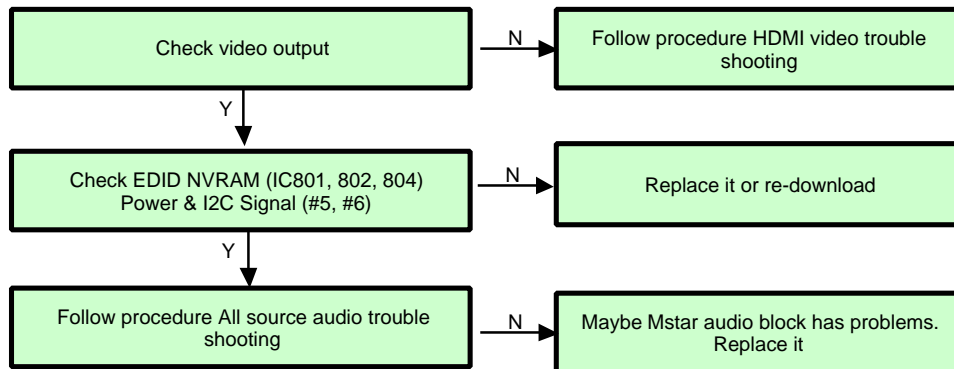 Check video output
N
Follow procedure HDMI video trouble
shooting
Y
Check EDID NVRAM (IC801, 802, 804)
Power & I2C Signal (#5, #6)
N
Replace it or re-download
Y
Follow procedure All source audio trouble
shooting
N
Maybe Mstar audio block has problems.
Replace it